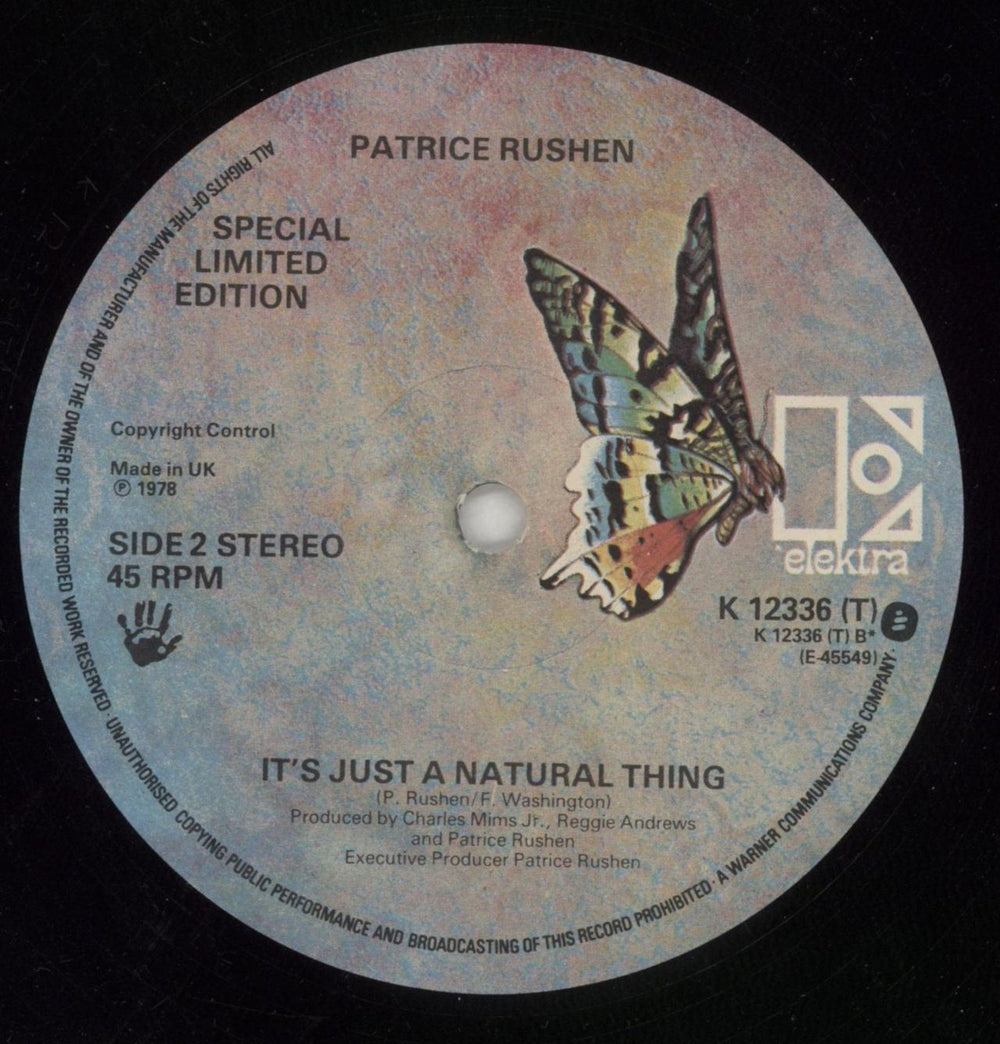 PATRICE RUSHEN
SPECIAL
LIMITED
EDITION
Copyright Control
Made in UK
℗ 1978
SIDE 2 STEREO
45 RPM
elektra
K 12336 (T)
K 12336 (T) B*
(E-45549)
IT'S JUST A NATURAL THING
(P. Rushen/F. Washington)
Produced by Charles Mims Jr., Reggie Andrews
and Patrice Rushen
Executive Producer Patrice Rushen
ALL RIGHTS OF THE MANUFACTURER AND OF THE OWNER OF THE RECORDED WORK RESERVED · UNAUTHORISED COPYING PUBLIC PERFORMANCE AND BROADCASTING OF THIS RECORD PROHIBITED · A WARNER COMMUNICATIONS COMPANY ·